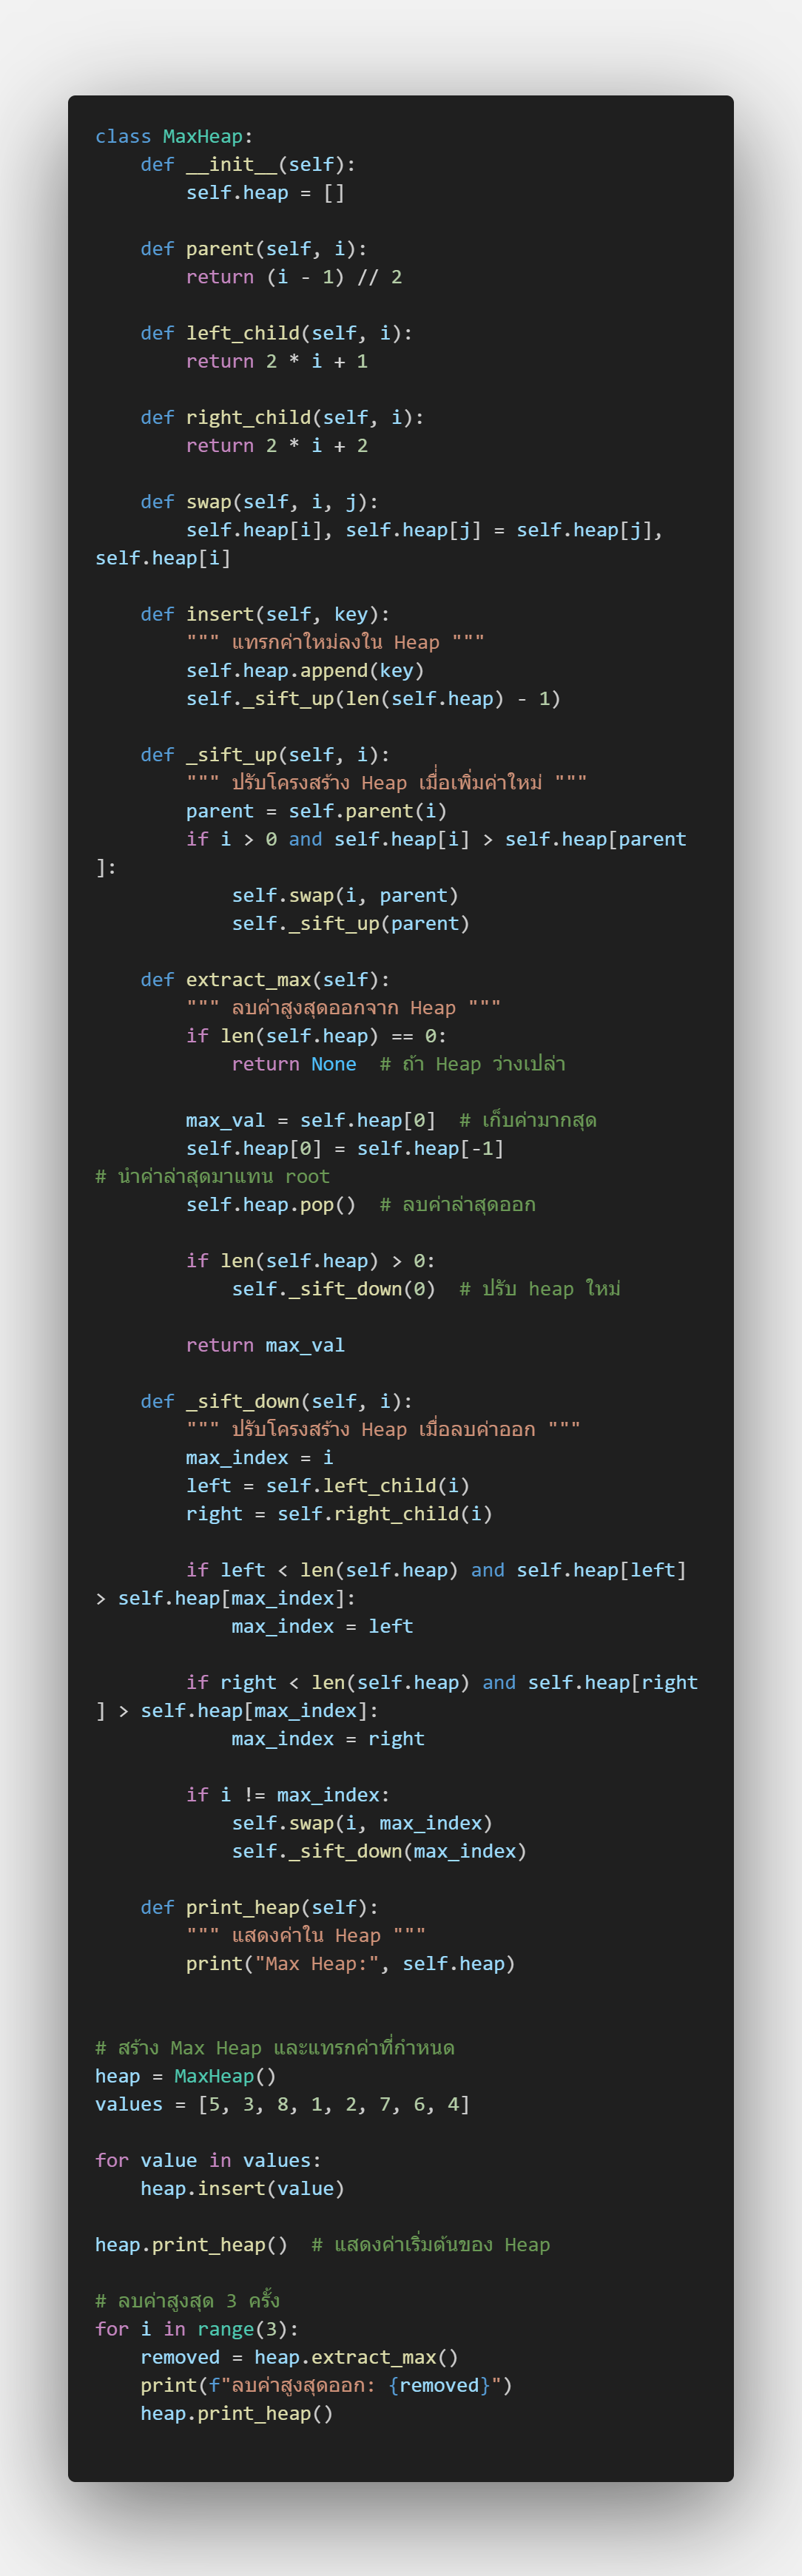 class MaxHeap:
    def __init__(self):
        self.heap = []

    def parent(self, i):
        return (i - 1) // 2

    def left_child(self, i):
        return 2 * i + 1

    def right_child(self, i):
        return 2 * i + 2

    def swap(self, i, j):
        self.heap[i], self.heap[j] = self.heap[j],
self.heap[i]

    def insert(self, key):
        """ แทรกค่าใหม่ลงใน Heap """
        self.heap.append(key)
        self._sift_up(len(self.heap) - 1)

    def _sift_up(self, i):
        """ ปรับโครงสร้าง Heap เมื่อเพิ่มค่าใหม่ """
        parent = self.parent(i)
        if i > 0 and self.heap[i] > self.heap[parent
]:
            self.swap(i, parent)
            self._sift_up(parent)

    def extract_max(self):
        """ ลบค่าสูงสุดออกจาก Heap """
        if len(self.heap) == 0:
            return None  # ถ้า Heap ว่างเปล่า

        max_val = self.heap[0]  # เก็บค่ามากสุด
        self.heap[0] = self.heap[-1]
# นำค่าล่าสุดมาแทน root
        self.heap.pop()  # ลบค่าล่าสุดออก

        if len(self.heap) > 0:
            self._sift_down(0)  # ปรับ heap ใหม่

        return max_val

    def _sift_down(self, i):
        """ ปรับโครงสร้าง Heap เมื่อลบค่าออก """
        max_index = i
        left = self.left_child(i)
        right = self.right_child(i)

        if left < len(self.heap) and self.heap[left]
> self.heap[max_index]:
            max_index = left

        if right < len(self.heap) and self.heap[right
] > self.heap[max_index]:
            max_index = right

        if i != max_index:
            self.swap(i, max_index)
            self._sift_down(max_index)

    def print_heap(self):
        """ แสดงค่าใน Heap """
        print("Max Heap:", self.heap)


# สร้าง Max Heap และแทรกค่าที่กำหนด
heap = MaxHeap()
values = [5, 3, 8, 1, 2, 7, 6, 4]

for value in values:
    heap.insert(value)

heap.print_heap()  # แสดงค่าเริ่มต้นของ Heap

# ลบค่าสูงสุด 3 ครั้ง
for i in range(3):
    removed = heap.extract_max()
    print(f"ลบค่าสูงสุดออก: {removed}")
    heap.print_heap()